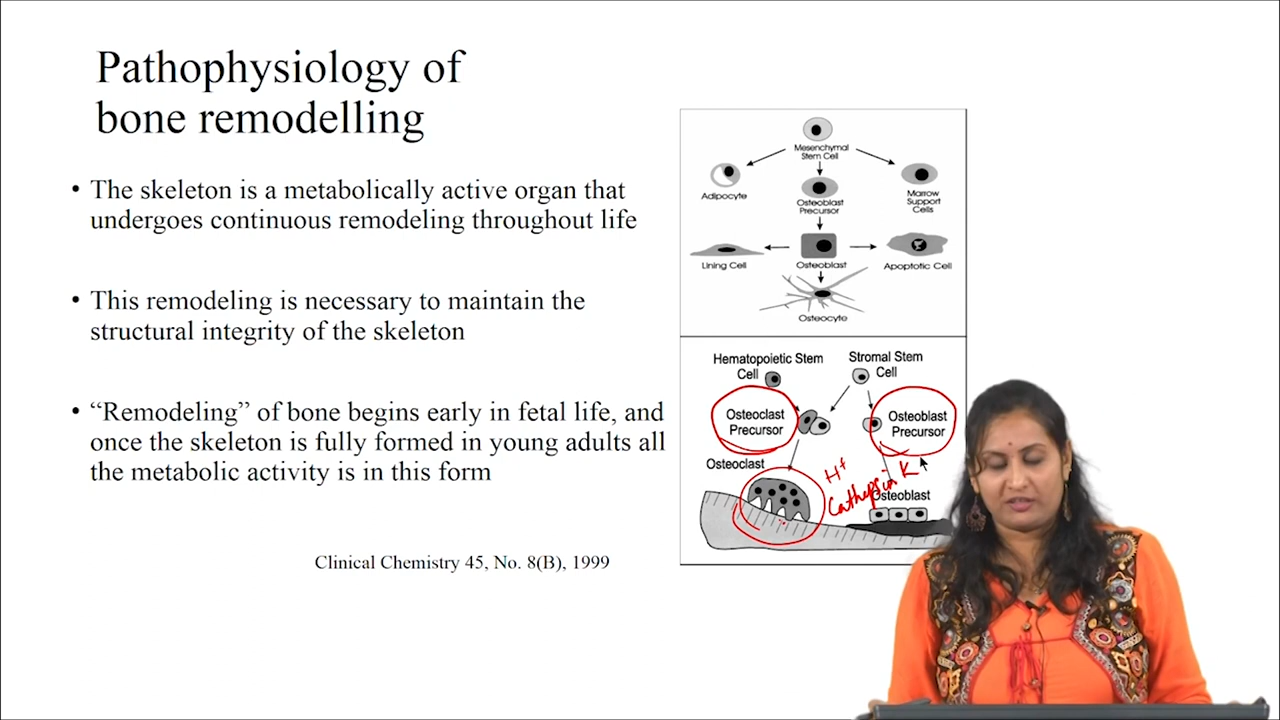 Pathophysiology of
bone remodelling
• The skeleton is a metabolically active organ that
undergoes continuous remodeling throughout life
• This remodeling is necessary to maintain the
structural integrity of the skeleton
• “Remodeling” of bone begins early in fetal life, and
once the skeleton is fully formed in young adults all
the metabolic activity is in this form
Clinical Chemistry 45, No. 8(B), 1999
Mesenchymal
Stem Cell
Adipocyte
Osteoblast
Precursor
Marrow
Support
Cells
Lining Cell
Osteoblast
Apoptotic Cell
Osteocyte
Hematopoietic Stem
Cell
Stromal Stem
Cell
Osteoclast
Precursor
Osteoblast
Precursor
Osteoclast
H+
Cathepsin K
Osteoblast